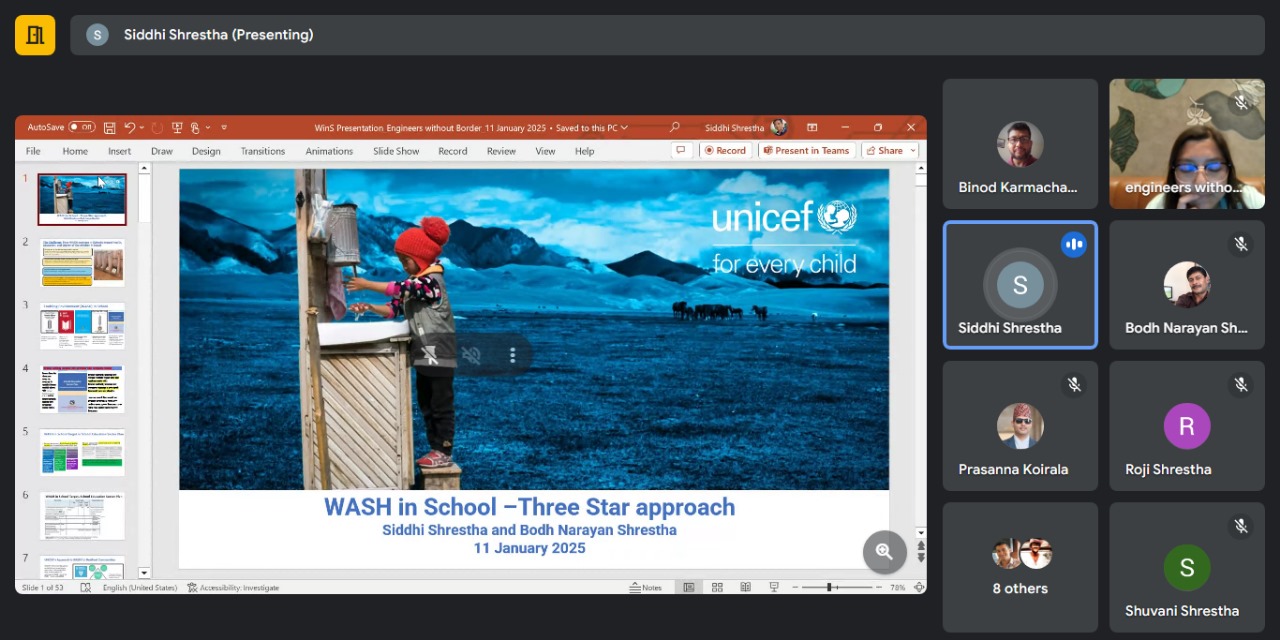 Siddhi Shrestha (Presenting)
AutoSave Off
WinS Presentation_Engineers without Border_11 January 2025 • Saved to this PC
Siddhi Shrestha
File Home Insert Draw Design Transitions Animations Slide Show Record Review View Help
Record
Present in Teams
Share
1
2
3
4
5
6
7
unicef
for every child
WASH in School –Three Star approach
Siddhi Shrestha and Bodh Narayan Shrestha
11 January 2025
Slide 1 of 53
English (United States)
Accessibility: Investigate
Notes
78%
Binod Karmacha...
engineers witho...
S
Siddhi Shrestha
Bodh Narayan Sh...
Prasanna Koirala
R
Roji Shrestha
8 others
S
Shuvani Shrestha